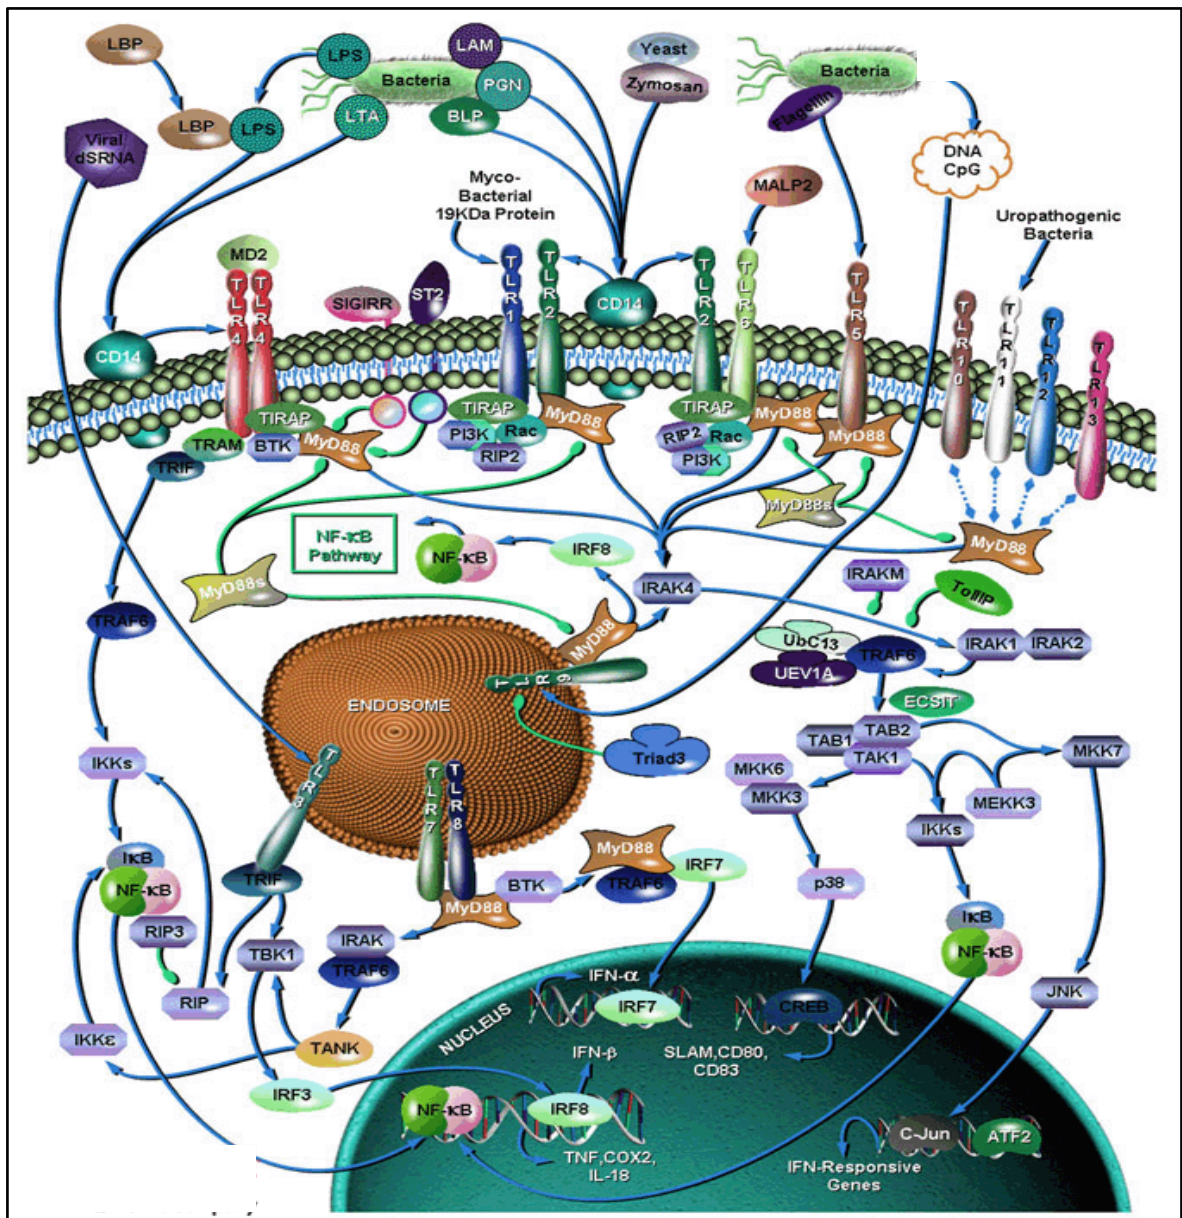 LBP
LPS
Bacteria
LAM
PGN
BLP
LTA
Yeast
Zymosan
Bacteria
Flagellin
LBP
LPS
Viral
dSRNA
DNA
CpG
MALP2
Myco-
Bacterial
19KDa Protein
Uropathogenic
Bacteria
MD2
TLR4
TLR4
SIGIRR
ST2
TLR1
TLR2
CD14
TLR2
TLR6
TLR5
TLR10
TLR11
TLR12
TLR13
CD14
TIRAP
TRAM
BTK
MyD88
TRIF
TIRAP
PI3K
Rac
RIP2
MyD88
TIRAP
RIP2
Rac
PI3K
MyD88
MyD88
MyD88s
MyD88
NF-κB
Pathway
NF-κB
IRF8
MyD88s
IRAK4
IRAKM
TollIP
MyD88
TRAF6
UbC13
UEV1A
TRAF6
IRAK1
IRAK2
ENDOSOME
TLR9
ECSIT
TAB2
TAB1
TAK1
MKK7
Triad3
IKKs
TLR3
TLR7
TLR8
MKK6
MKK3
MEKK3
IKKs
IκB
NF-κB
RIP3
TRIF
MyD88
BTK
MyD88
TRAF6
IRF7
p38
IκB
NF-κB
TBK1
IRAK
TRAF6
RIP
JNK
IKKε
TANK
NUCLEUS
IFN-α
IRF7
CREB
IFN-β
SLAM,CD80,
CD83
IRF3
NF-κB
IRF8
TNF,COX2,
IL-18
C-Jun
ATF2
IFN-Responsive
Genes